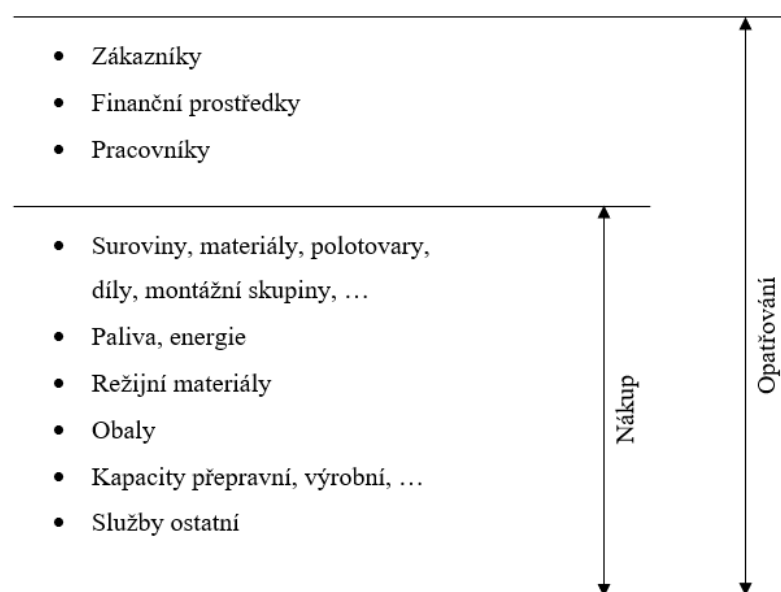 • Zákazníky
• Finanční prostředky
• Pracovníky
• Suroviny, materiály, polotovary,
díly, montážní skupiny, …
• Paliva, energie
• Režijní materiály
• Obaly
• Kapacity přepravní, výrobní, …
• Služby ostatní
Nákup
Opatřování